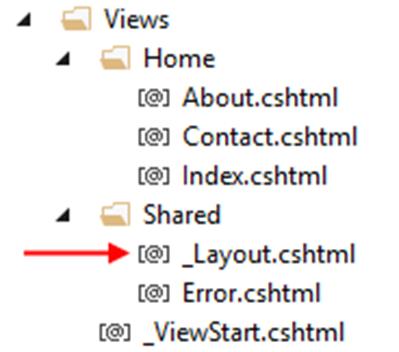 Views
Home
[@] About.cshtml
[@] Contact.cshtml
[@] Index.cshtml
Shared
[@] _Layout.cshtml
[@] Error.cshtml
[@] _ViewStart.cshtml